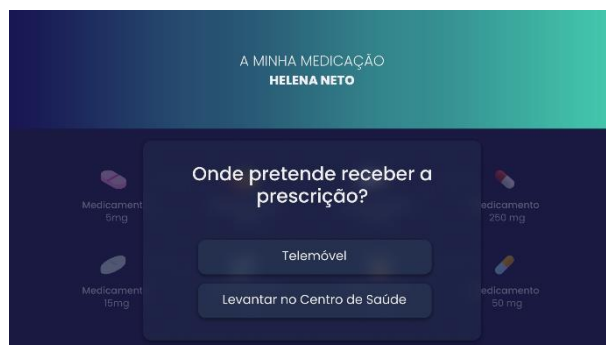 A MINHA MEDICAÇÃO
HELENA NETO
Onde pretende receber a
prescrição?
Telemóvel
Levantar no Centro de Saúde
Medicament
5mg
edicamento
250 mg
Medicament
15mg
edicamento
50 mg